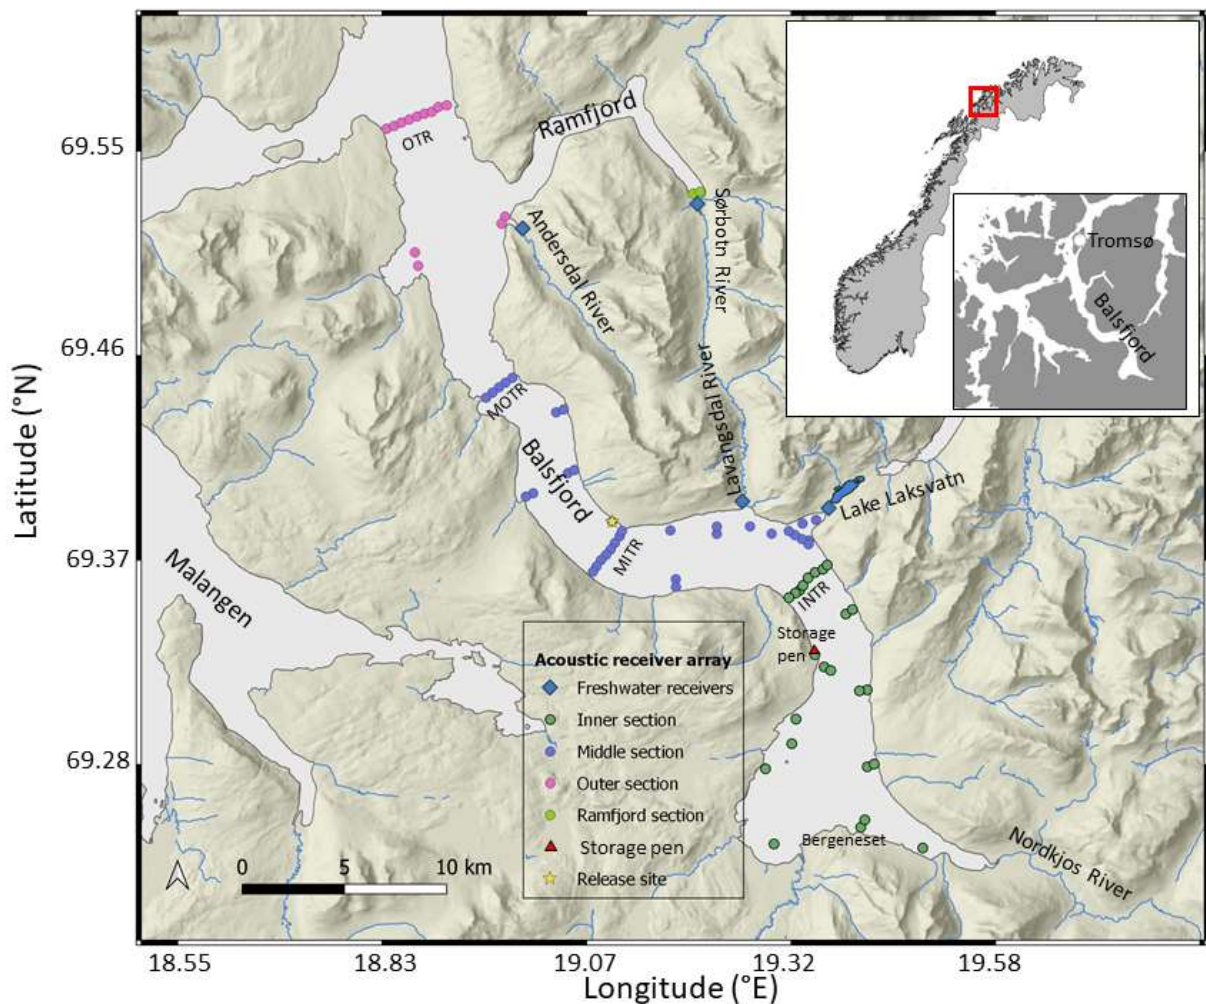 Latitude (°N)
69.55
69.46
69.37
69.28
OTR
Ramfjord
Sørbotn River
Andersdal River
Lavangsdal River
MOTR
Balsfjord
Lake Laksvatn
MITR
INTR
Malangen
Storage
pen
Bergeneset
Nordkjos River
Tromsø
Balsfjord
Acoustic receiver array
Freshwater receivers
Inner section
Middle section
Outer section
Ramfjord section
Storage pen
Release site
0 5 10 km
18.55 18.83 19.07 19.32 19.58
Longitude (°E)